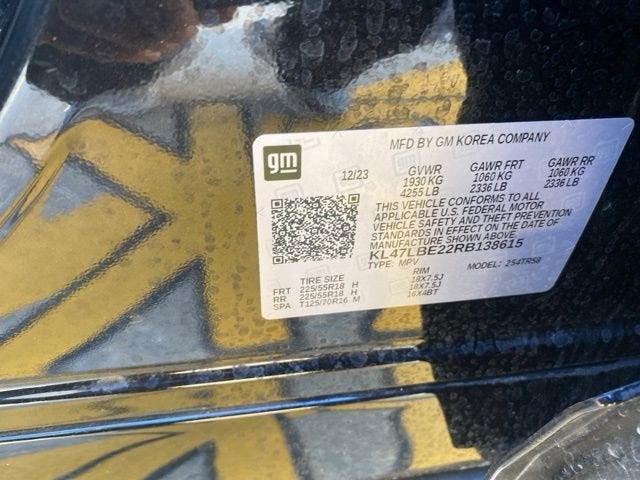 MFD BY GM KOREA COMPANY
gm
12/23
GVWR GAWR FRT GAWR RR
1930 KG 1060 KG 1060 KG
4255 LB 2336 LB 2336 LB
THIS VEHICLE CONFORMS TO ALL
APPLICABLE U.S. FEDERAL MOTOR
VEHICLE SAFETY AND THEFT PREVENTION
STANDARDS IN EFFECT ON THE DATE OF
MANUFACTURE SHOWN ABOVE.
KL47LBE22RB138615
TYPE: MPV MODEL: 254TR58
TIRE SIZE RIM
FRT 225/55R18 H 18X7.5J
RR 225/55R18 H 18X7.5J
SPA T125/70R16 M 16X4BT